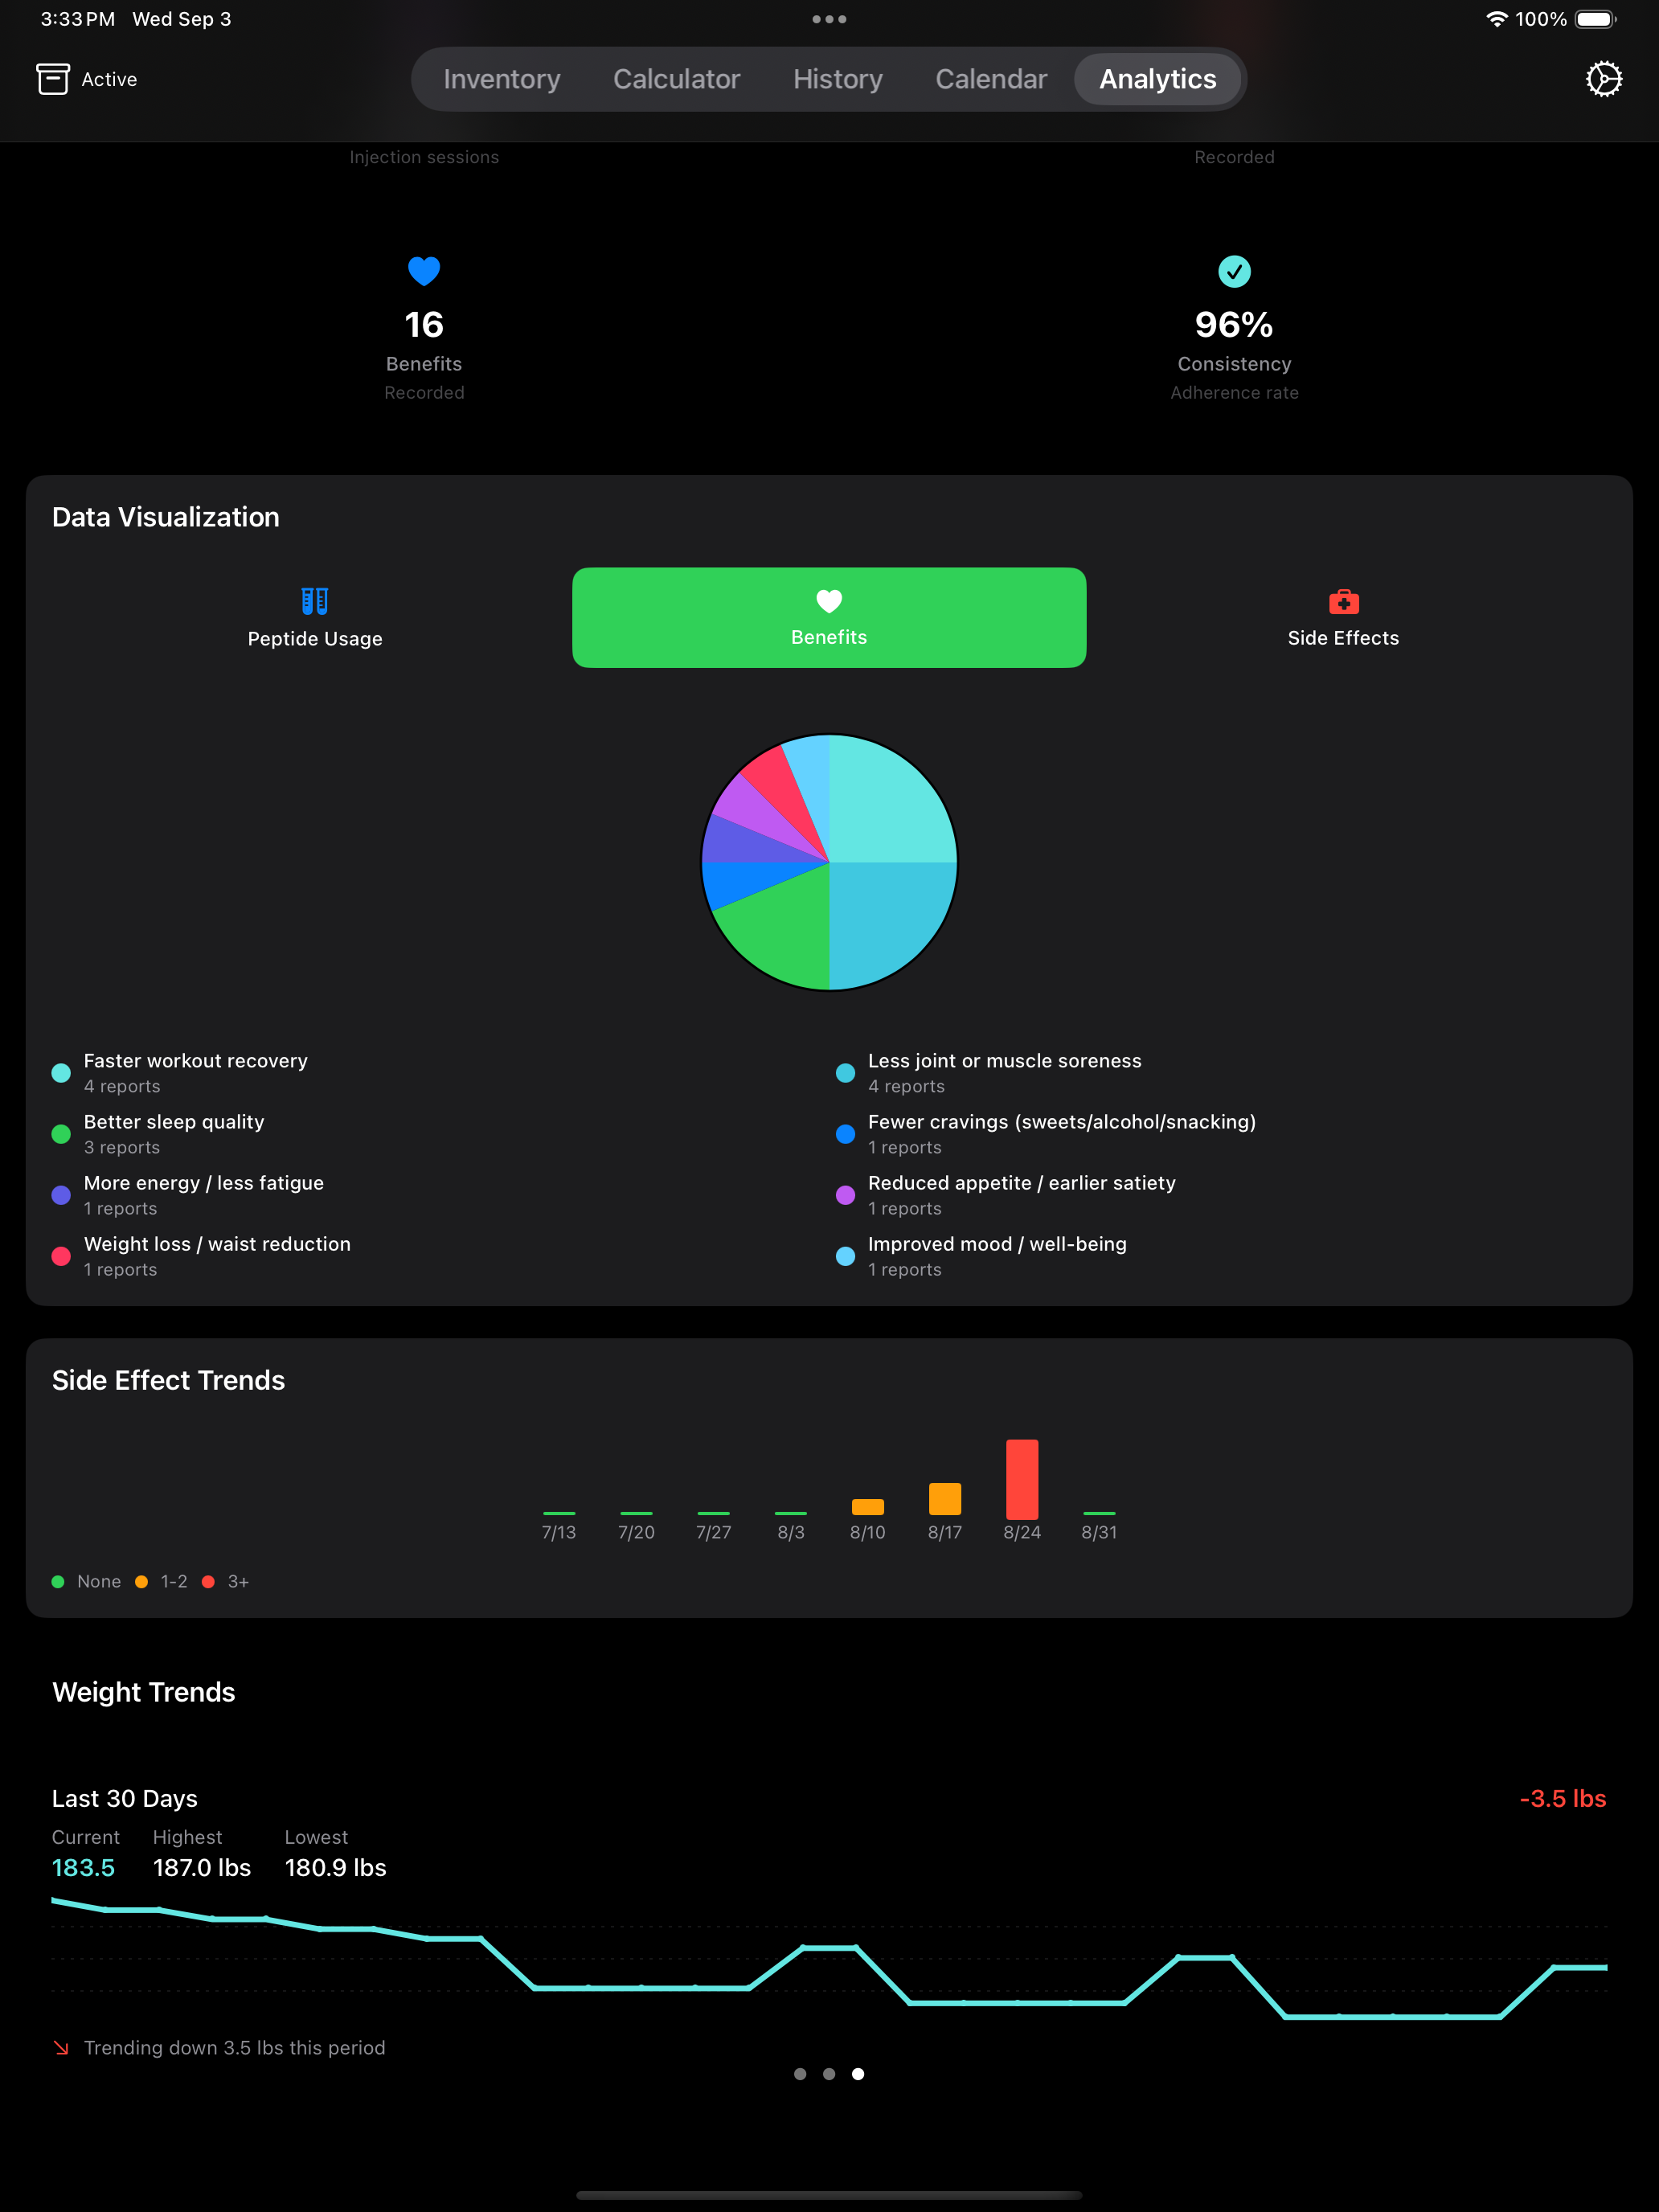 3:33 PM Wed Sep 3
100%
Active
Inventory
Calculator
History
Calendar
Analytics
Injection sessions
Recorded
16
Benefits
Recorded
96%
Consistency
Adherence rate
Data Visualization
Peptide Usage
Benefits
Side Effects
Faster workout recovery
4 reports
Less joint or muscle soreness
4 reports
Better sleep quality
3 reports
Fewer cravings (sweets/alcohol/snacking)
1 reports
More energy / less fatigue
1 reports
Reduced appetite / earlier satiety
1 reports
Weight loss / waist reduction
1 reports
Improved mood / well-being
1 reports
Side Effect Trends
7/13 7/20 7/27 8/3 8/10 8/17 8/24 8/31
None 1-2 3+
Weight Trends
Last 30 Days
-3.5 lbs
Current Highest Lowest
183.5 187.0 lbs 180.9 lbs
Trending down 3.5 lbs this period